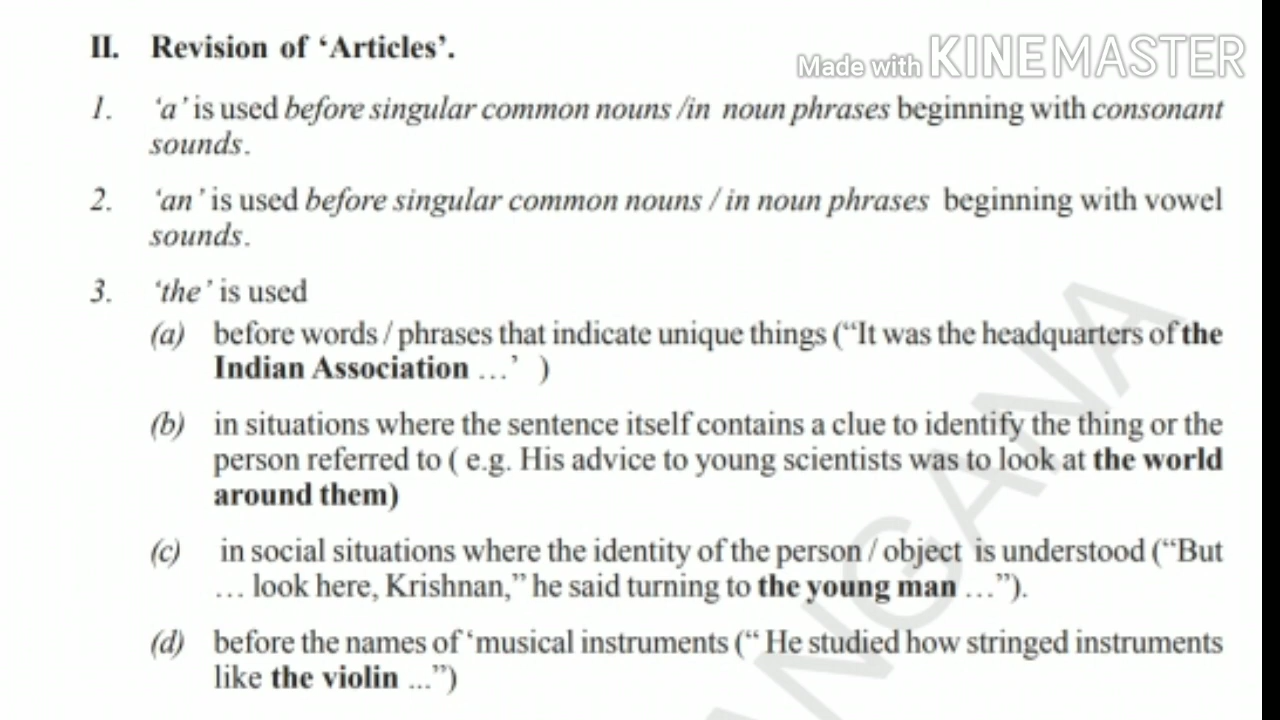 II. Revision of ‘Articles’.
Made with KINEMASTER
1. ‘a’ is used before singular common nouns /in noun phrases beginning with consonant
sounds.
2. ‘an’ is used before singular common nouns / in noun phrases beginning with vowel
sounds.
3. ‘the’ is used
(a) before words / phrases that indicate unique things (“It was the headquarters of the
Indian Association …’ )
(b) in situations where the sentence itself contains a clue to identify the thing or the
person referred to ( e.g. His advice to young scientists was to look at the world
around them)
(c) in social situations where the identity of the person / object is understood (“But
… look here, Krishnan,” he said turning to the young man …”).
(d) before the names of ‘musical instruments (“ He studied how stringed instruments
like the violin ...”)
NGANA